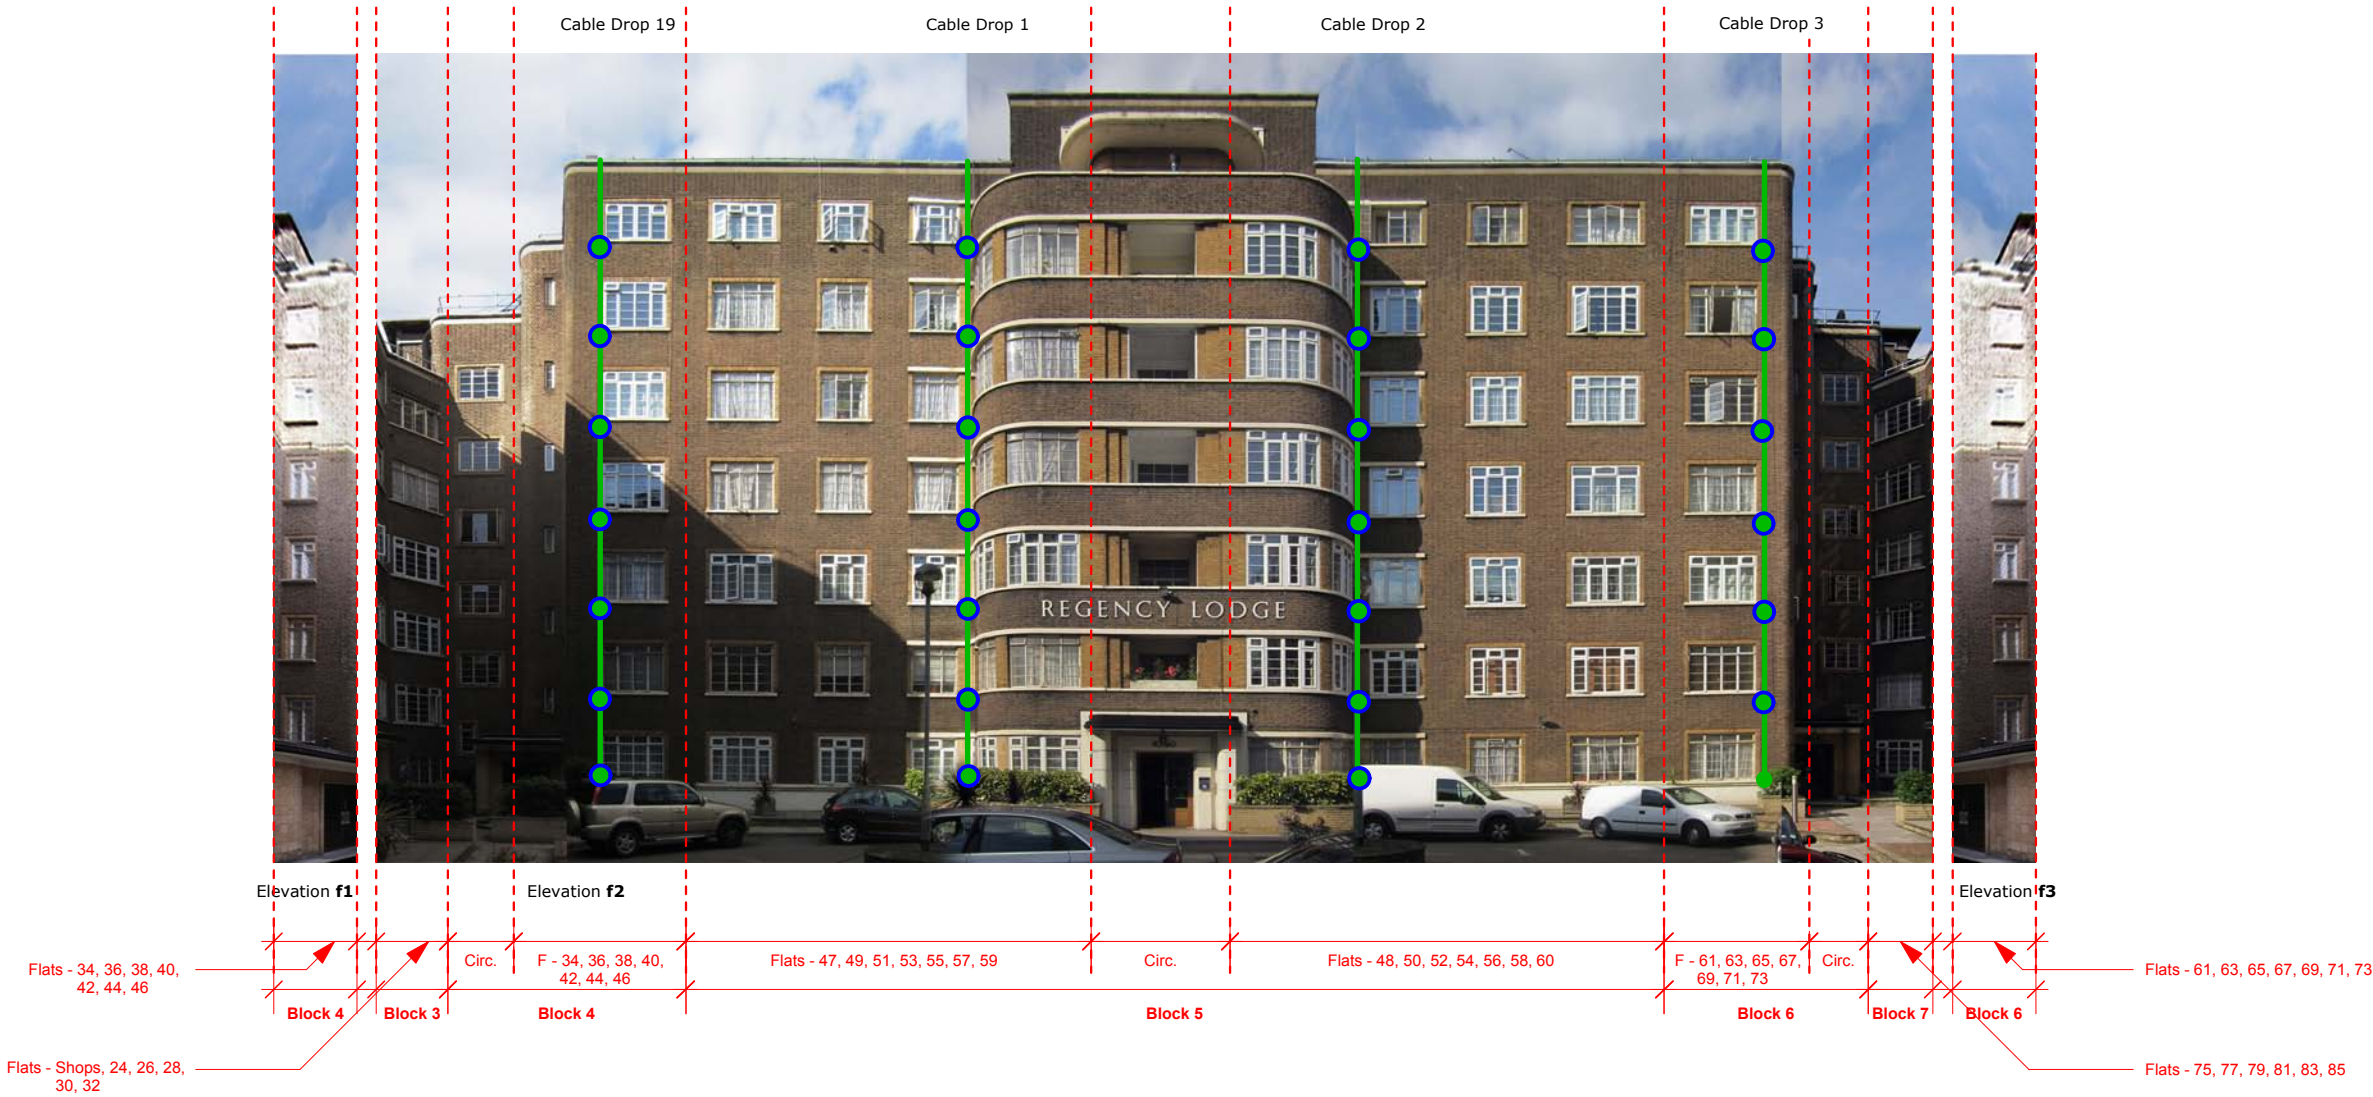 Cable Drop 19
Cable Drop 1
Cable Drop 2
Cable Drop 3
REGENCY LODGE
Elevation f1
Elevation f2
Elevation f3
Flats - 34, 36, 38, 40,
42, 44, 46
Circ.
F - 34, 36, 38, 40,
42, 44, 46
Flats - 47, 49, 51, 53, 55, 57, 59
Circ.
Flats - 48, 50, 52, 54, 56, 58, 60
F - 61, 63, 65, 67,
69, 71, 73
Circ.
Flats - 61, 63, 65, 67, 69, 71, 73
Block 4
Block 3
Block 4
Block 5
Block 6
Block 7
Block 6
Flats - Shops, 24, 26, 28,
30, 32
Flats - 75, 77, 79, 81, 83, 85